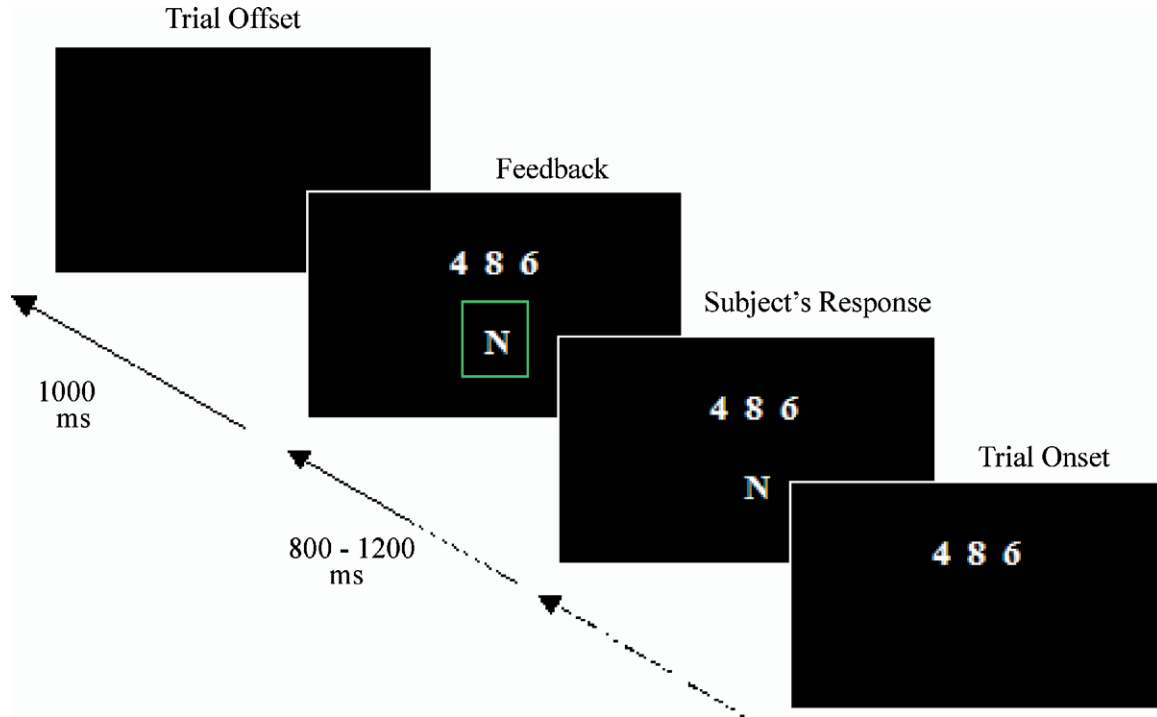 Trial Offset
Feedback
4 8 6
N
Subject's Response
4 8 6
N
Trial Onset
4 8 6
1000
ms
800 - 1200
ms